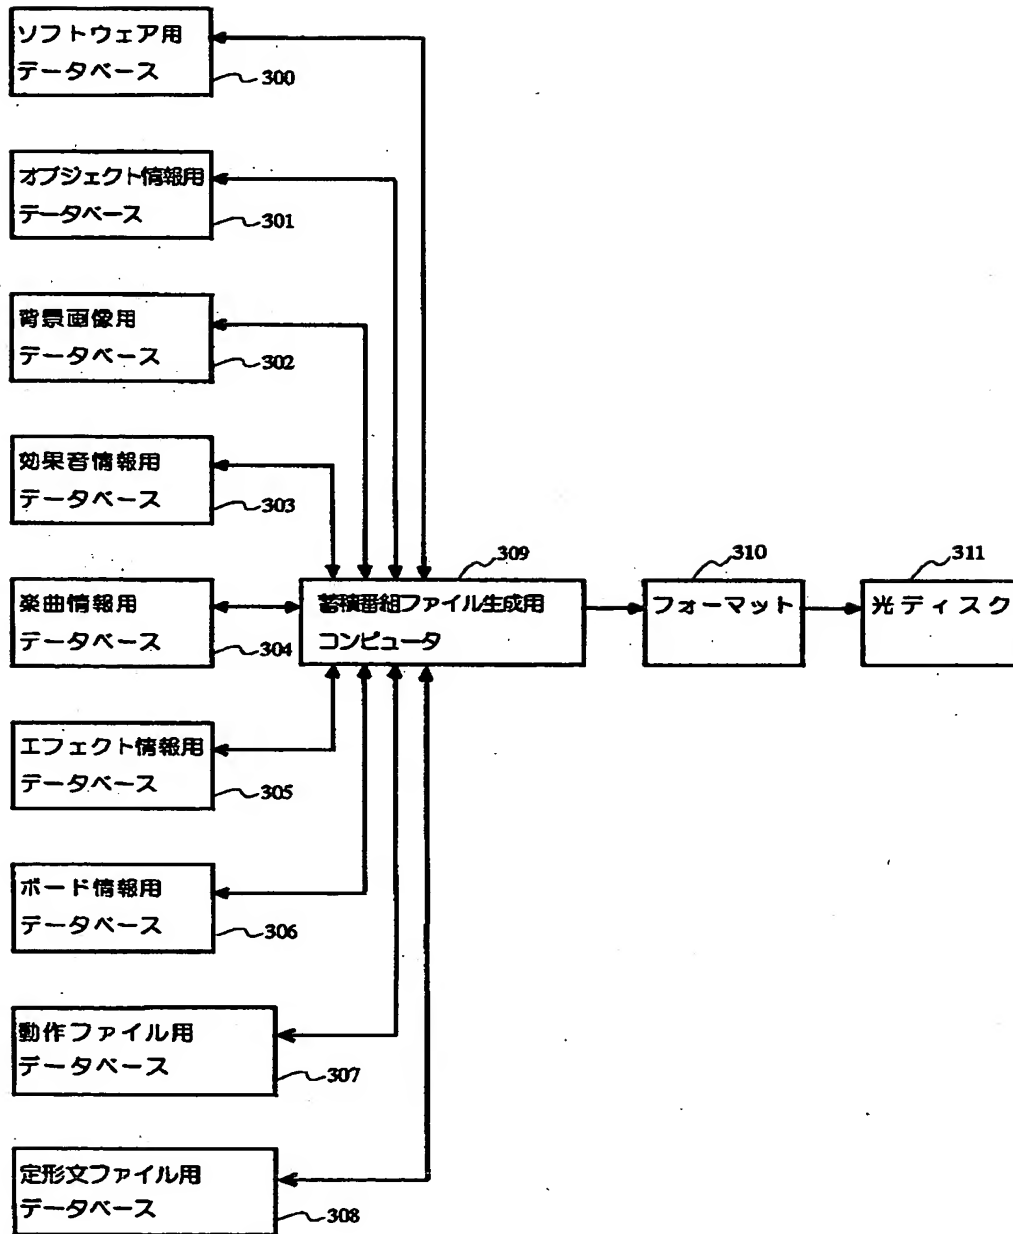 ソフトウェア用
データベース
300
オブジェクト情報用
データベース
301
背景画像用
データベース
302
効果音情報用
データベース
303
楽曲情報用
データベース
304
エフェクト情報用
データベース
305
ボード情報用
データベース
306
動作ファイル用
データベース
307
定形文ファイル用
データベース
308
309
蓄積番組ファイル生成用
コンピュータ
310
フォーマット
311
光ディスク